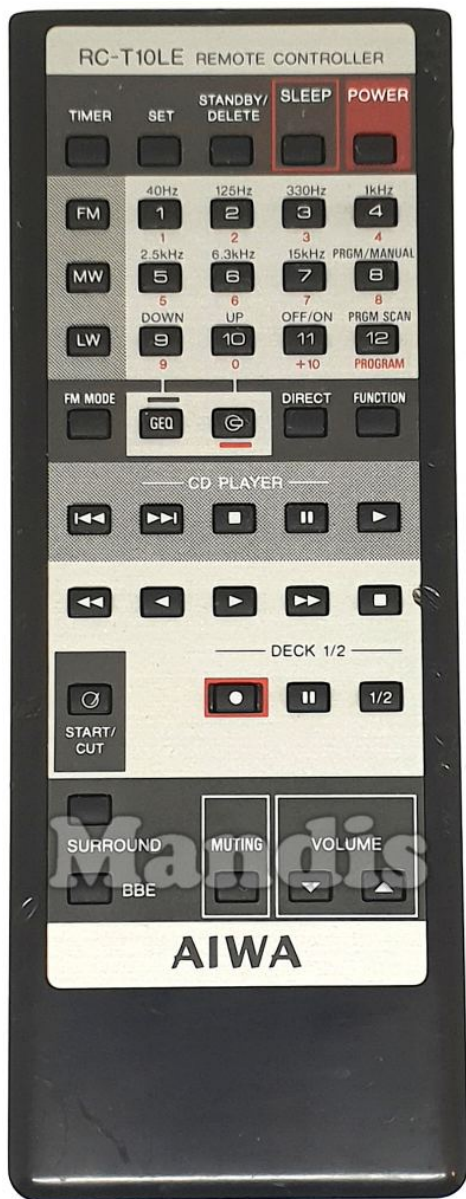 RC-T10LE REMOTE CONTROLLER
TIMER SET STANDBY/DELETE SLEEP POWER
40Hz 125Hz 330Hz 1kHz
FM 1 2 3 4
1 2 3 4
2.5kHz 6.3kHz 15kHz PRGM/MANUAL
MW 5 6 7 8
5 6 7 8
DOWN UP OFF/ON PRGM SCAN
LW 9 10 11 12
9 0 +10 PROGRAM
FM MODE GEQ DIRECT FUNCTION
CD PLAYER
DECK 1/2
1/2
START/
CUT
SURROUND MUTING VOLUME
BBE
Mandis
AIWA